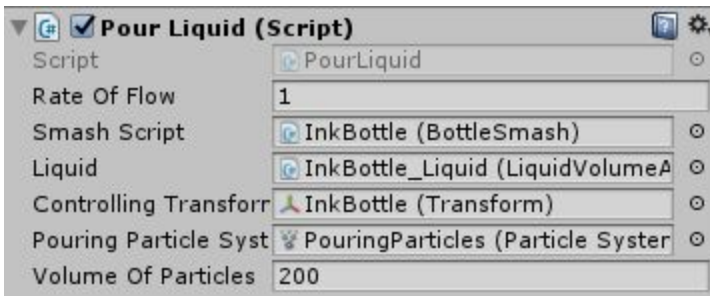 Pour Liquid (Script)
Script PourLiquid
Rate Of Flow 1
Smash Script InkBottle (BottleSmash)
Liquid InkBottle_Liquid (LiquidVolumeA
Controlling Transforr InkBottle (Transform)
Pouring Particle Syst PouringParticles (Particle Syster
Volume Of Particles 200